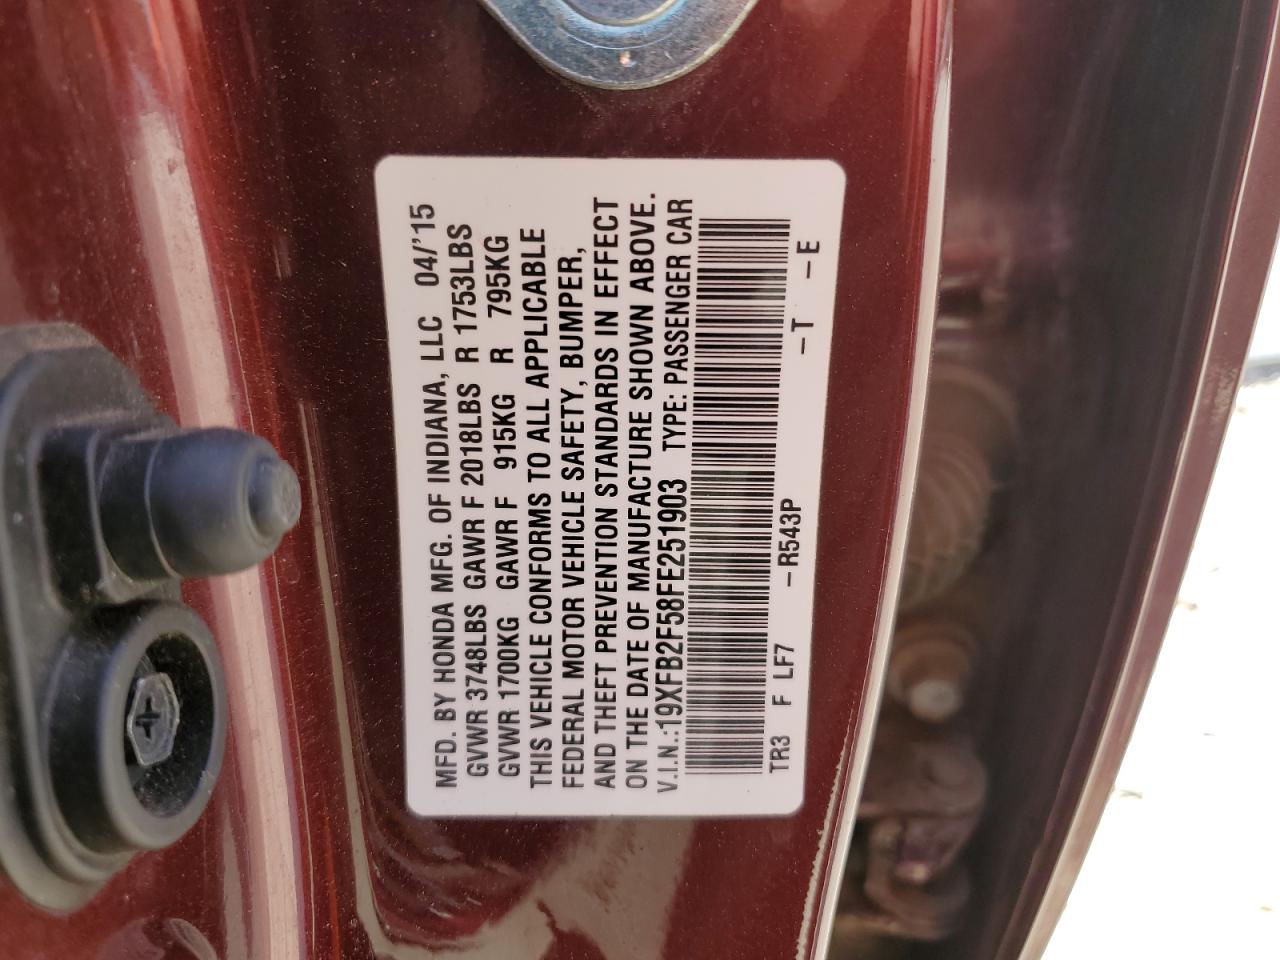 MFD. BY HONDA MFG. OF INDIANA, LLC 04/'15
GVWR 3748LBS GAWR F 2018LBS R 1753LBS
GVWR 1700KG GAWR F 915KG R 795KG
THIS VEHICLE CONFORMS TO ALL APPLICABLE
FEDERAL MOTOR VEHICLE SAFETY, BUMPER,
AND THEFT PREVENTION STANDARDS IN EFFECT
ON THE DATE OF MANUFACTURE SHOWN ABOVE.
V.I.N.:19XFB2F58FE251903 TYPE: PASSENGER CAR
TR3 F LF7 –R543P –T –E